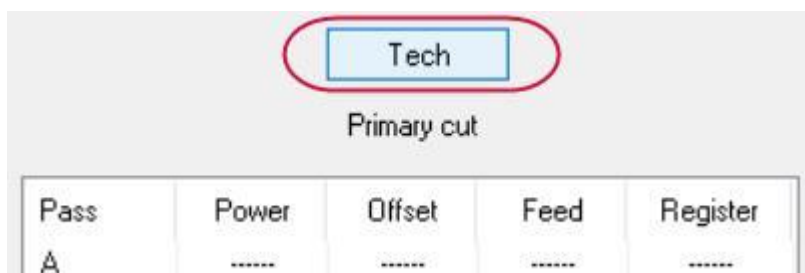 Tech
Primary cut
Pass Power Offset Feed Register
A ------ ------ ------ ------